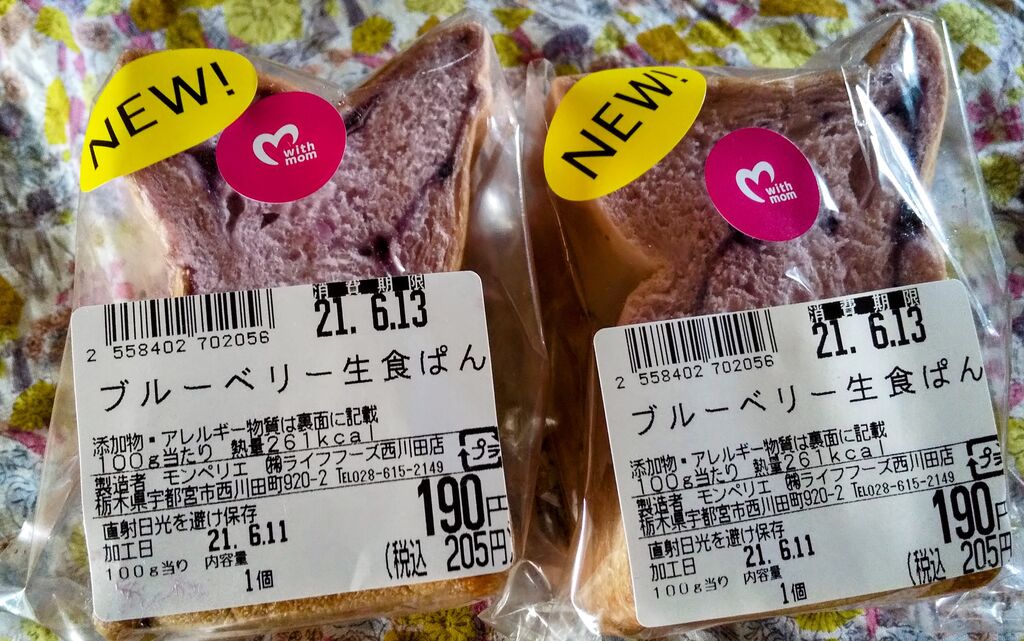 NEW!
with
mom
消費期限
21. 6.13
2 558402 702056
ブルーベリー生食ぱん
添加物・アレルギー物質は裏面に記載
100g当たり 熱量261kcal
プラ
製造者 モンペリエ ㈱ライフフーズ西川田店
栃木県宇都宮市西川田町920-2 ℡028-615-2149
直射日光を避け保存
190円
加工日 21. 6.11
100g当り 内容量
(税込 205円
1個
NEW!
with
mom
消費期限
21. 6.13
2 558402 702056
ブルーベリー生食ぱん
添加物・アレルギー物質は裏面に記載
100g当たり 熱量261kcal
プラ
製造者 モンペリエ ㈱ライフフーズ西川田店
栃木県宇都宮市西川田町920-2 ℡028-615-2149
直射日光を避け保存
190円
加工日 21. 6.11
100g当り 内容量
(税込 205円
1個